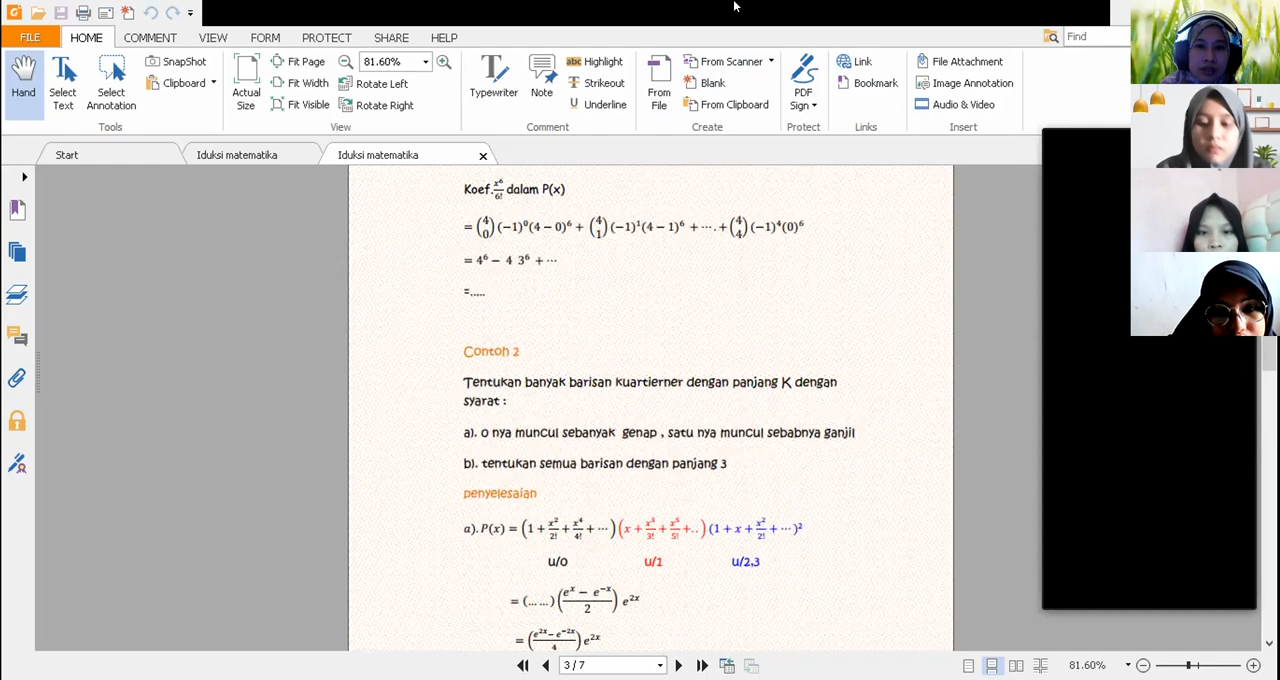 FILE HOME COMMENT VIEW FORM PROTECT SHARE HELP Find
Hand Select Text Select Annotation SnapShot Clipboard Tools
Actual Size Fit Page Fit Width Fit Visible 81.60% Rotate Left Rotate Right View
Typewriter Note Highlight Strikeout Underline Comment
From File From Scanner Blank From Clipboard Create
PDF Sign Protect
Link Bookmark Links
File Attachment Image Annotation Audio & Video Insert
Start Iduksi matematika Iduksi matematika
Koef. x⁶/6! dalam P(x)
= (4 0) (−1)⁰(4 − 0)⁶ + (4 1) (−1)¹(4 − 1)⁶ + ⋯. + (4 4) (−1)⁴(0)⁶
= 4⁶ − 4 3⁶ + ⋯
=.....
Contoh 2
Tentukan banyak barisan kuartierner dengan panjang K dengan
syarat :
a). 0 nya muncul sebanyak genap , satu nya muncul sebabnya ganjil
b). tentukan semua barisan dengan panjang 3
penyelesaian
a). P(x) = (1 + x²/2! + x⁴/4! + ⋯) (x + x³/3! + x⁵/5! + ..) (1 + x + x²/2! + ⋯)²
u/0 u/1 u/2,3
= (... ...) ((eˣ − e⁻ˣ)/2) e²ˣ
= ((e²ˣ − e⁻²ˣ)/4) e²ˣ
3 / 7 81.60%